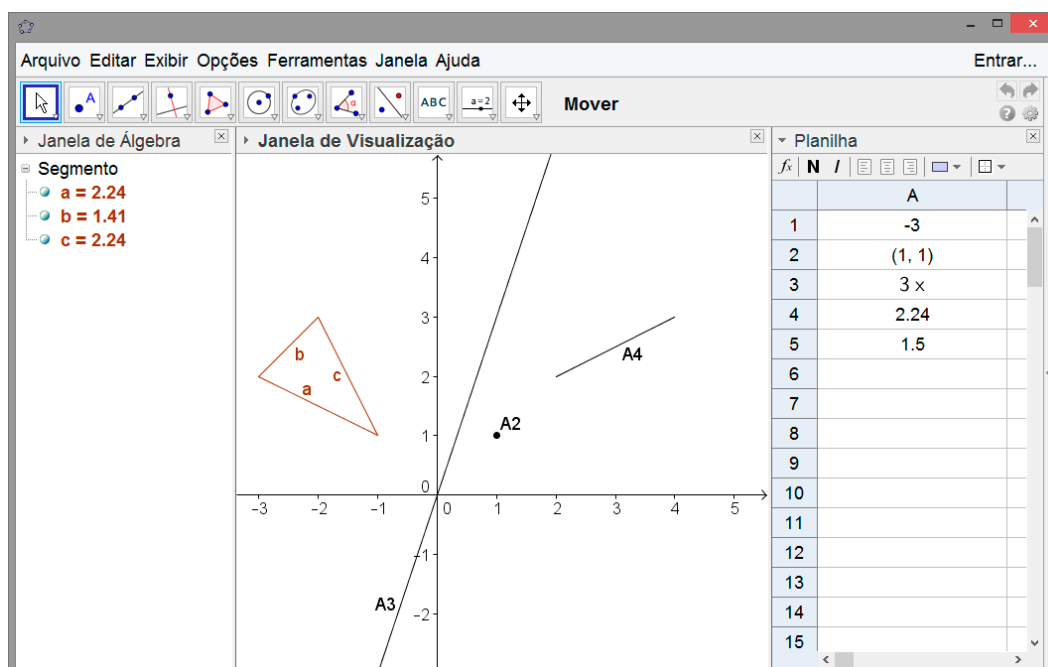 Arquivo Editar Exibir Opções Ferramentas Janela Ajuda Entrar...
A α ABC a=2 Mover
Janela de Álgebra
Segmento
a = 2.24
b = 1.41
c = 2.24
Janela de Visualização
5
4
3
2
1
0
-1
-2
-3 -2 -1 0 1 2 3 4 5
b
c
a
A4
A2
A3
Planilha
fx N I
A
1 -3
2 (1, 1)
3 3 x
4 2.24
5 1.5
6
7
8
9
10
11
12
13
14
15